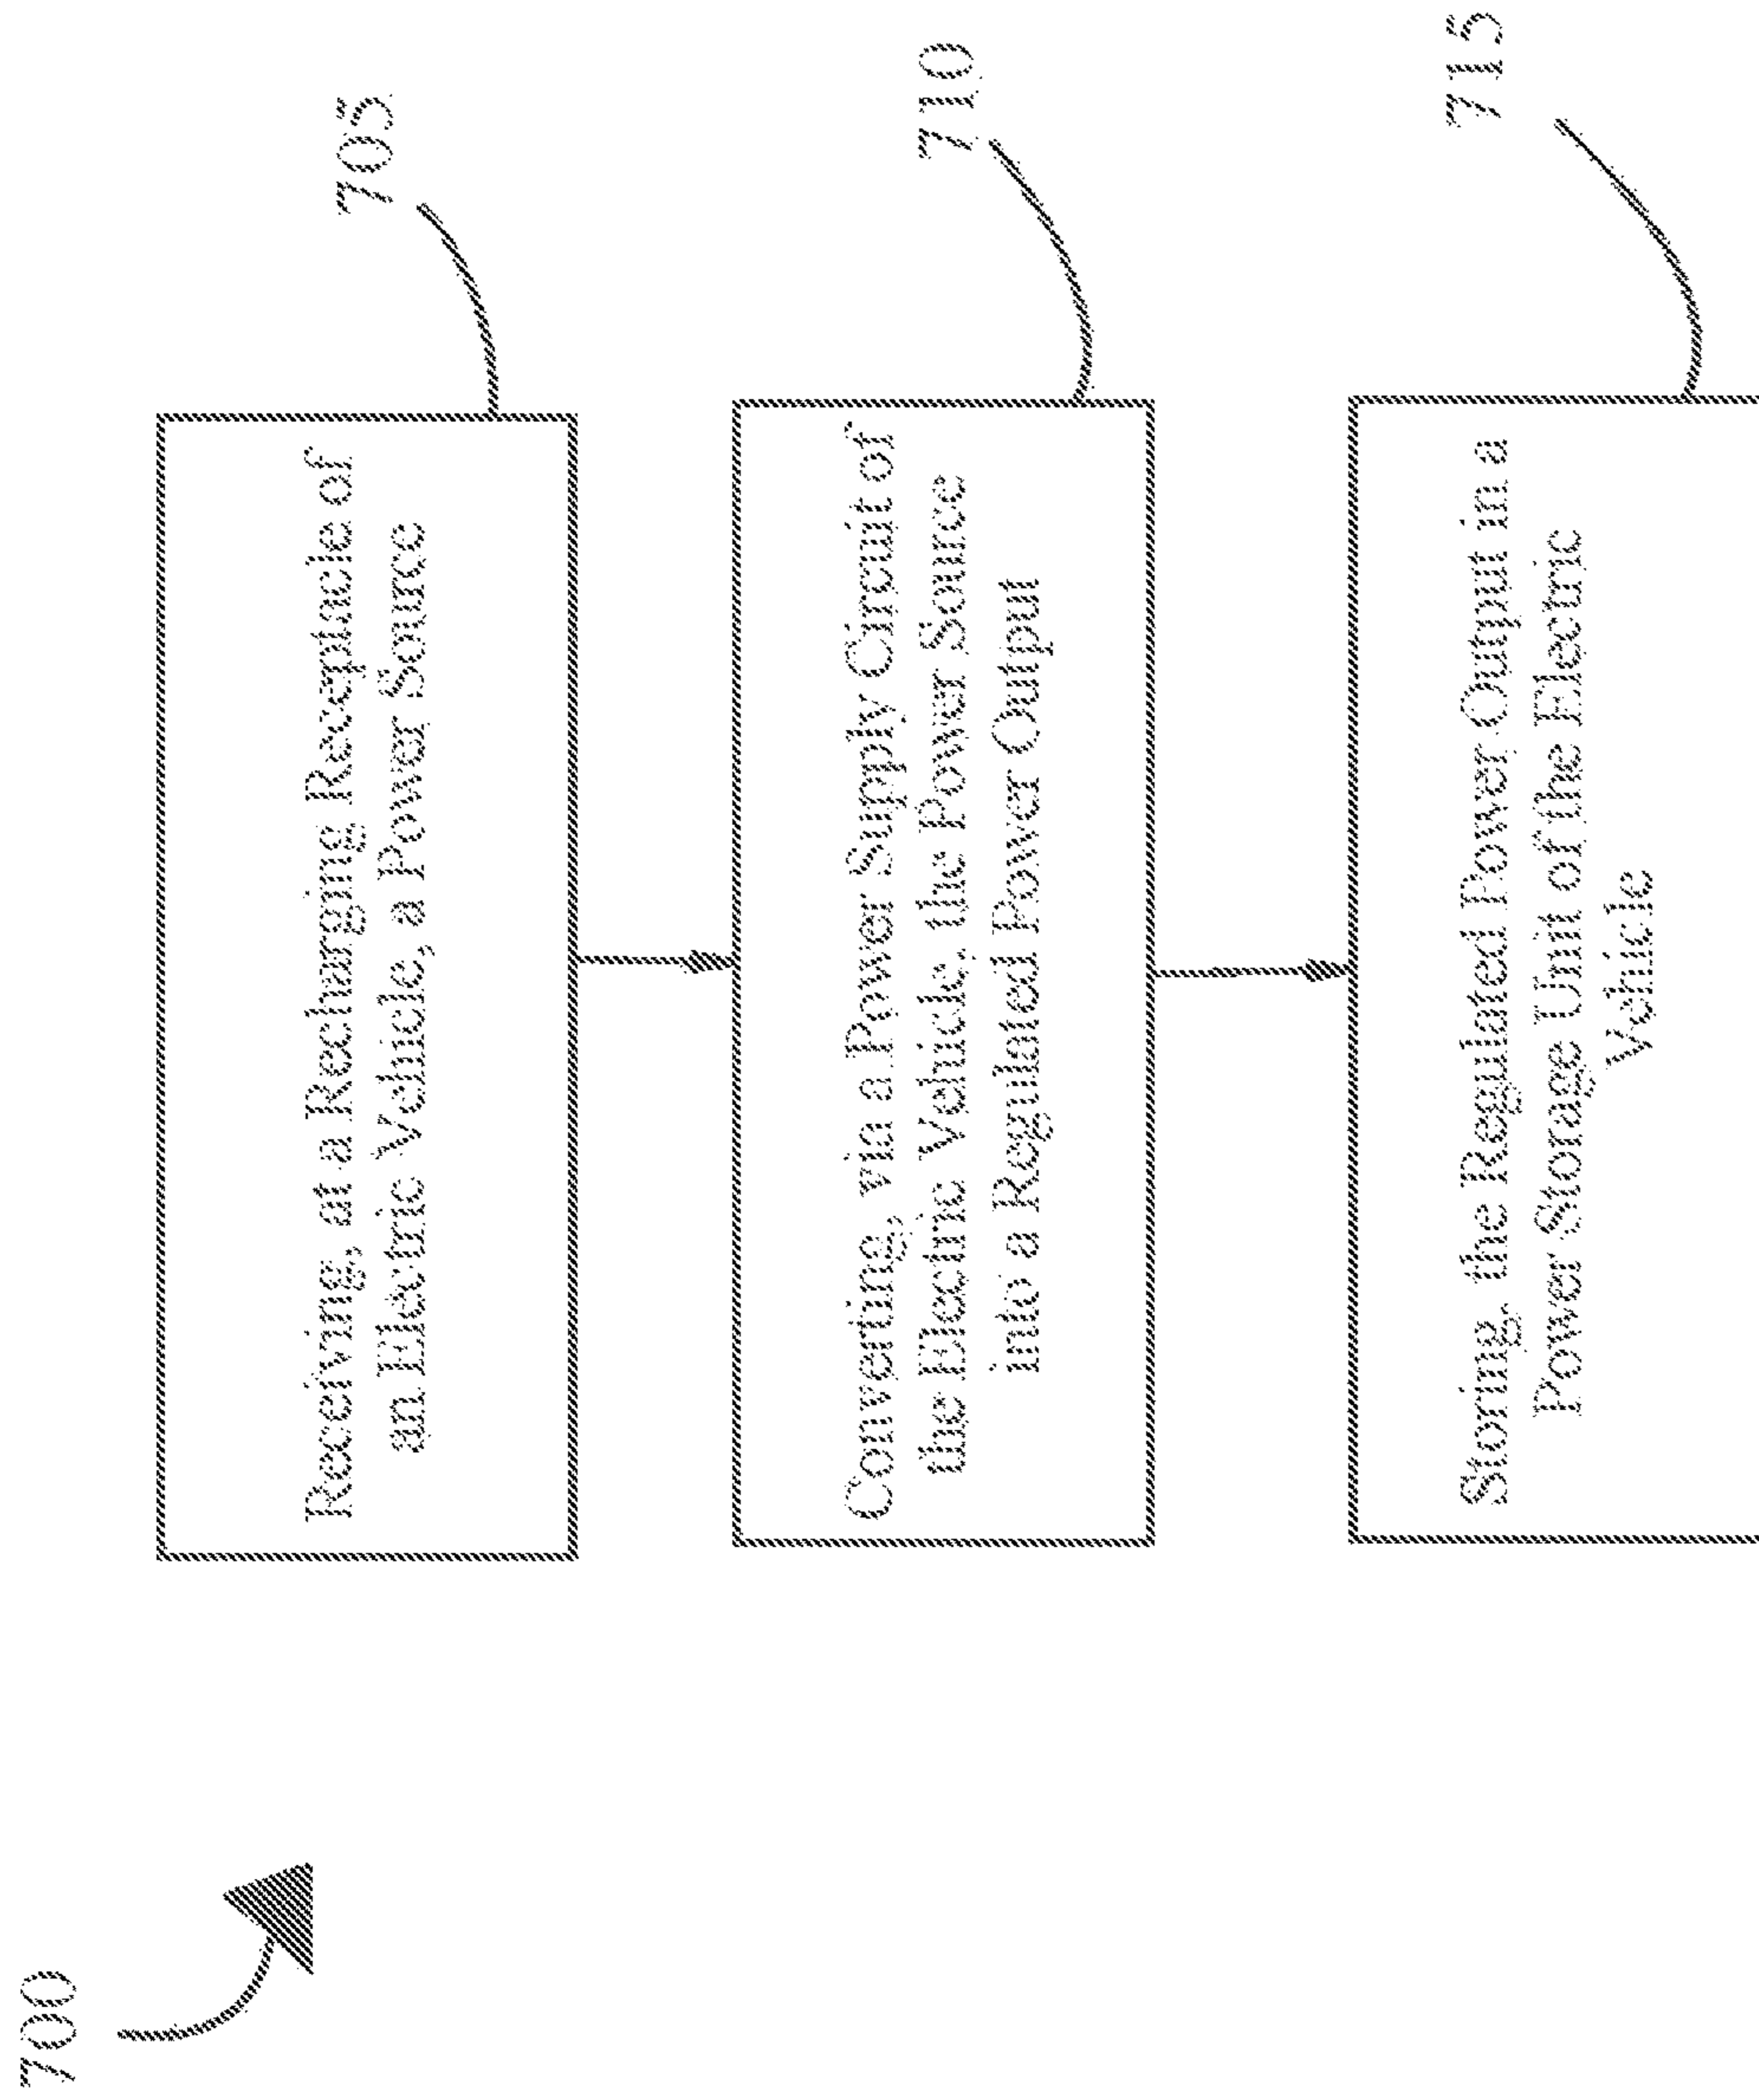 700
705
Receiving, at a Recharging Receptacle of
an Electric Vehicle, a Power Source
710
Converting, via a Power Supply Circuit of
the Electric Vehicle, the Power Source
into a Regulated Power Output
715
Storing, the Regulated Power Output in a
Power Storage Unit of the Electric
Vehicle